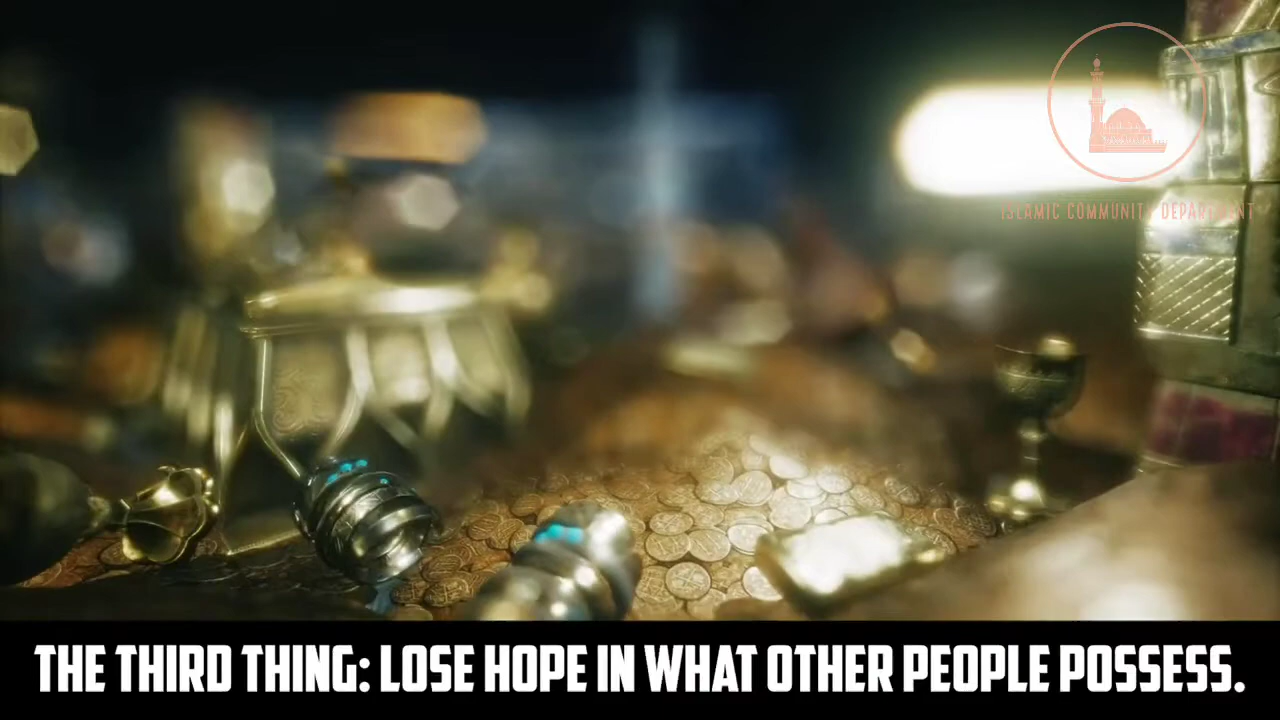 ISLAMIC COMMUNITY DEPARTMENT
THE THIRD THING: LOSE HOPE IN WHAT OTHER PEOPLE POSSESS.